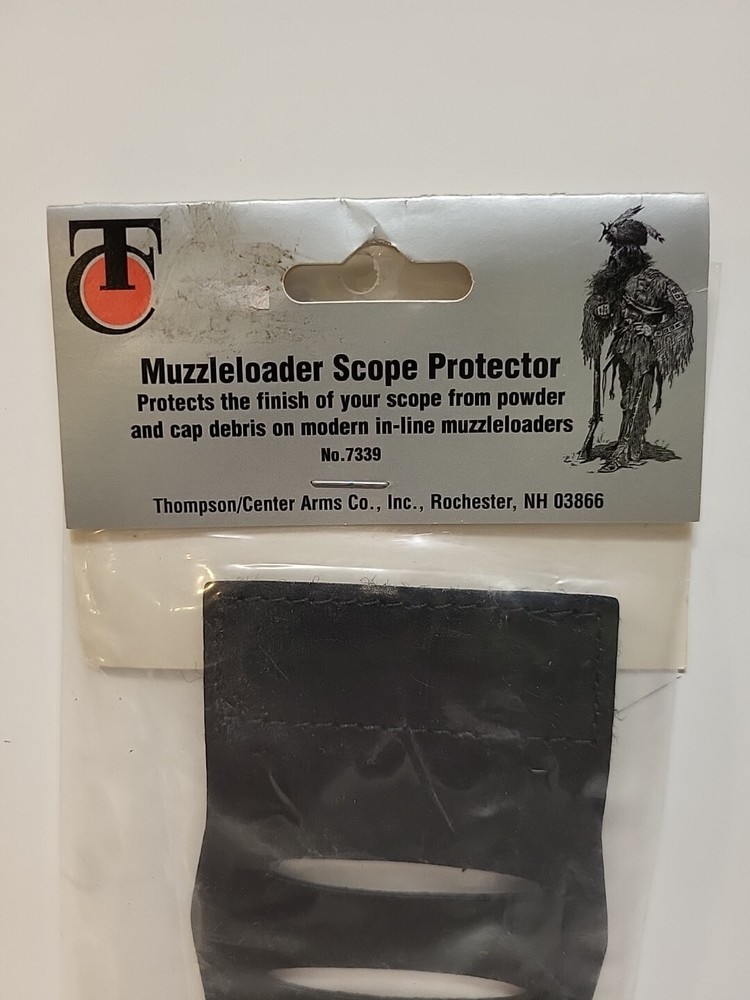 TC
Muzzleloader Scope Protector
Protects the finish of your scope from powder
and cap debris on modern in-line muzzleloaders
No.7339
Thompson/Center Arms Co., Inc., Rochester, NH 03866